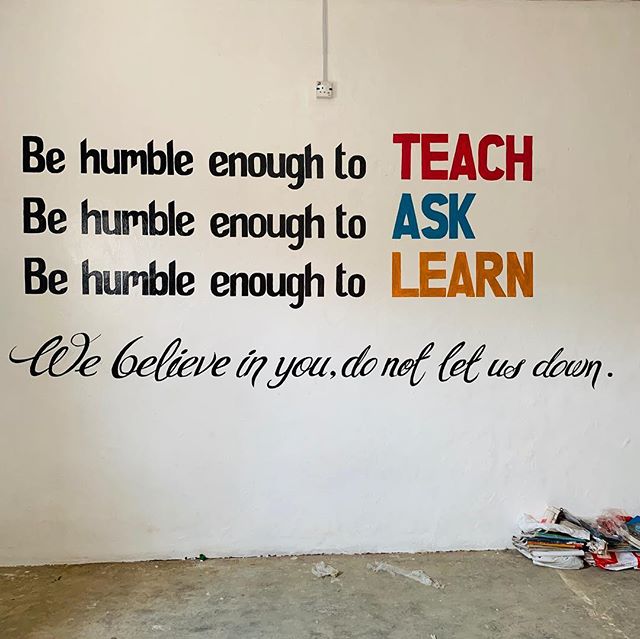 Be humble enough to TEACH
Be humble enough to ASK
Be humble enough to LEARN
We believe in you, do not let us down.